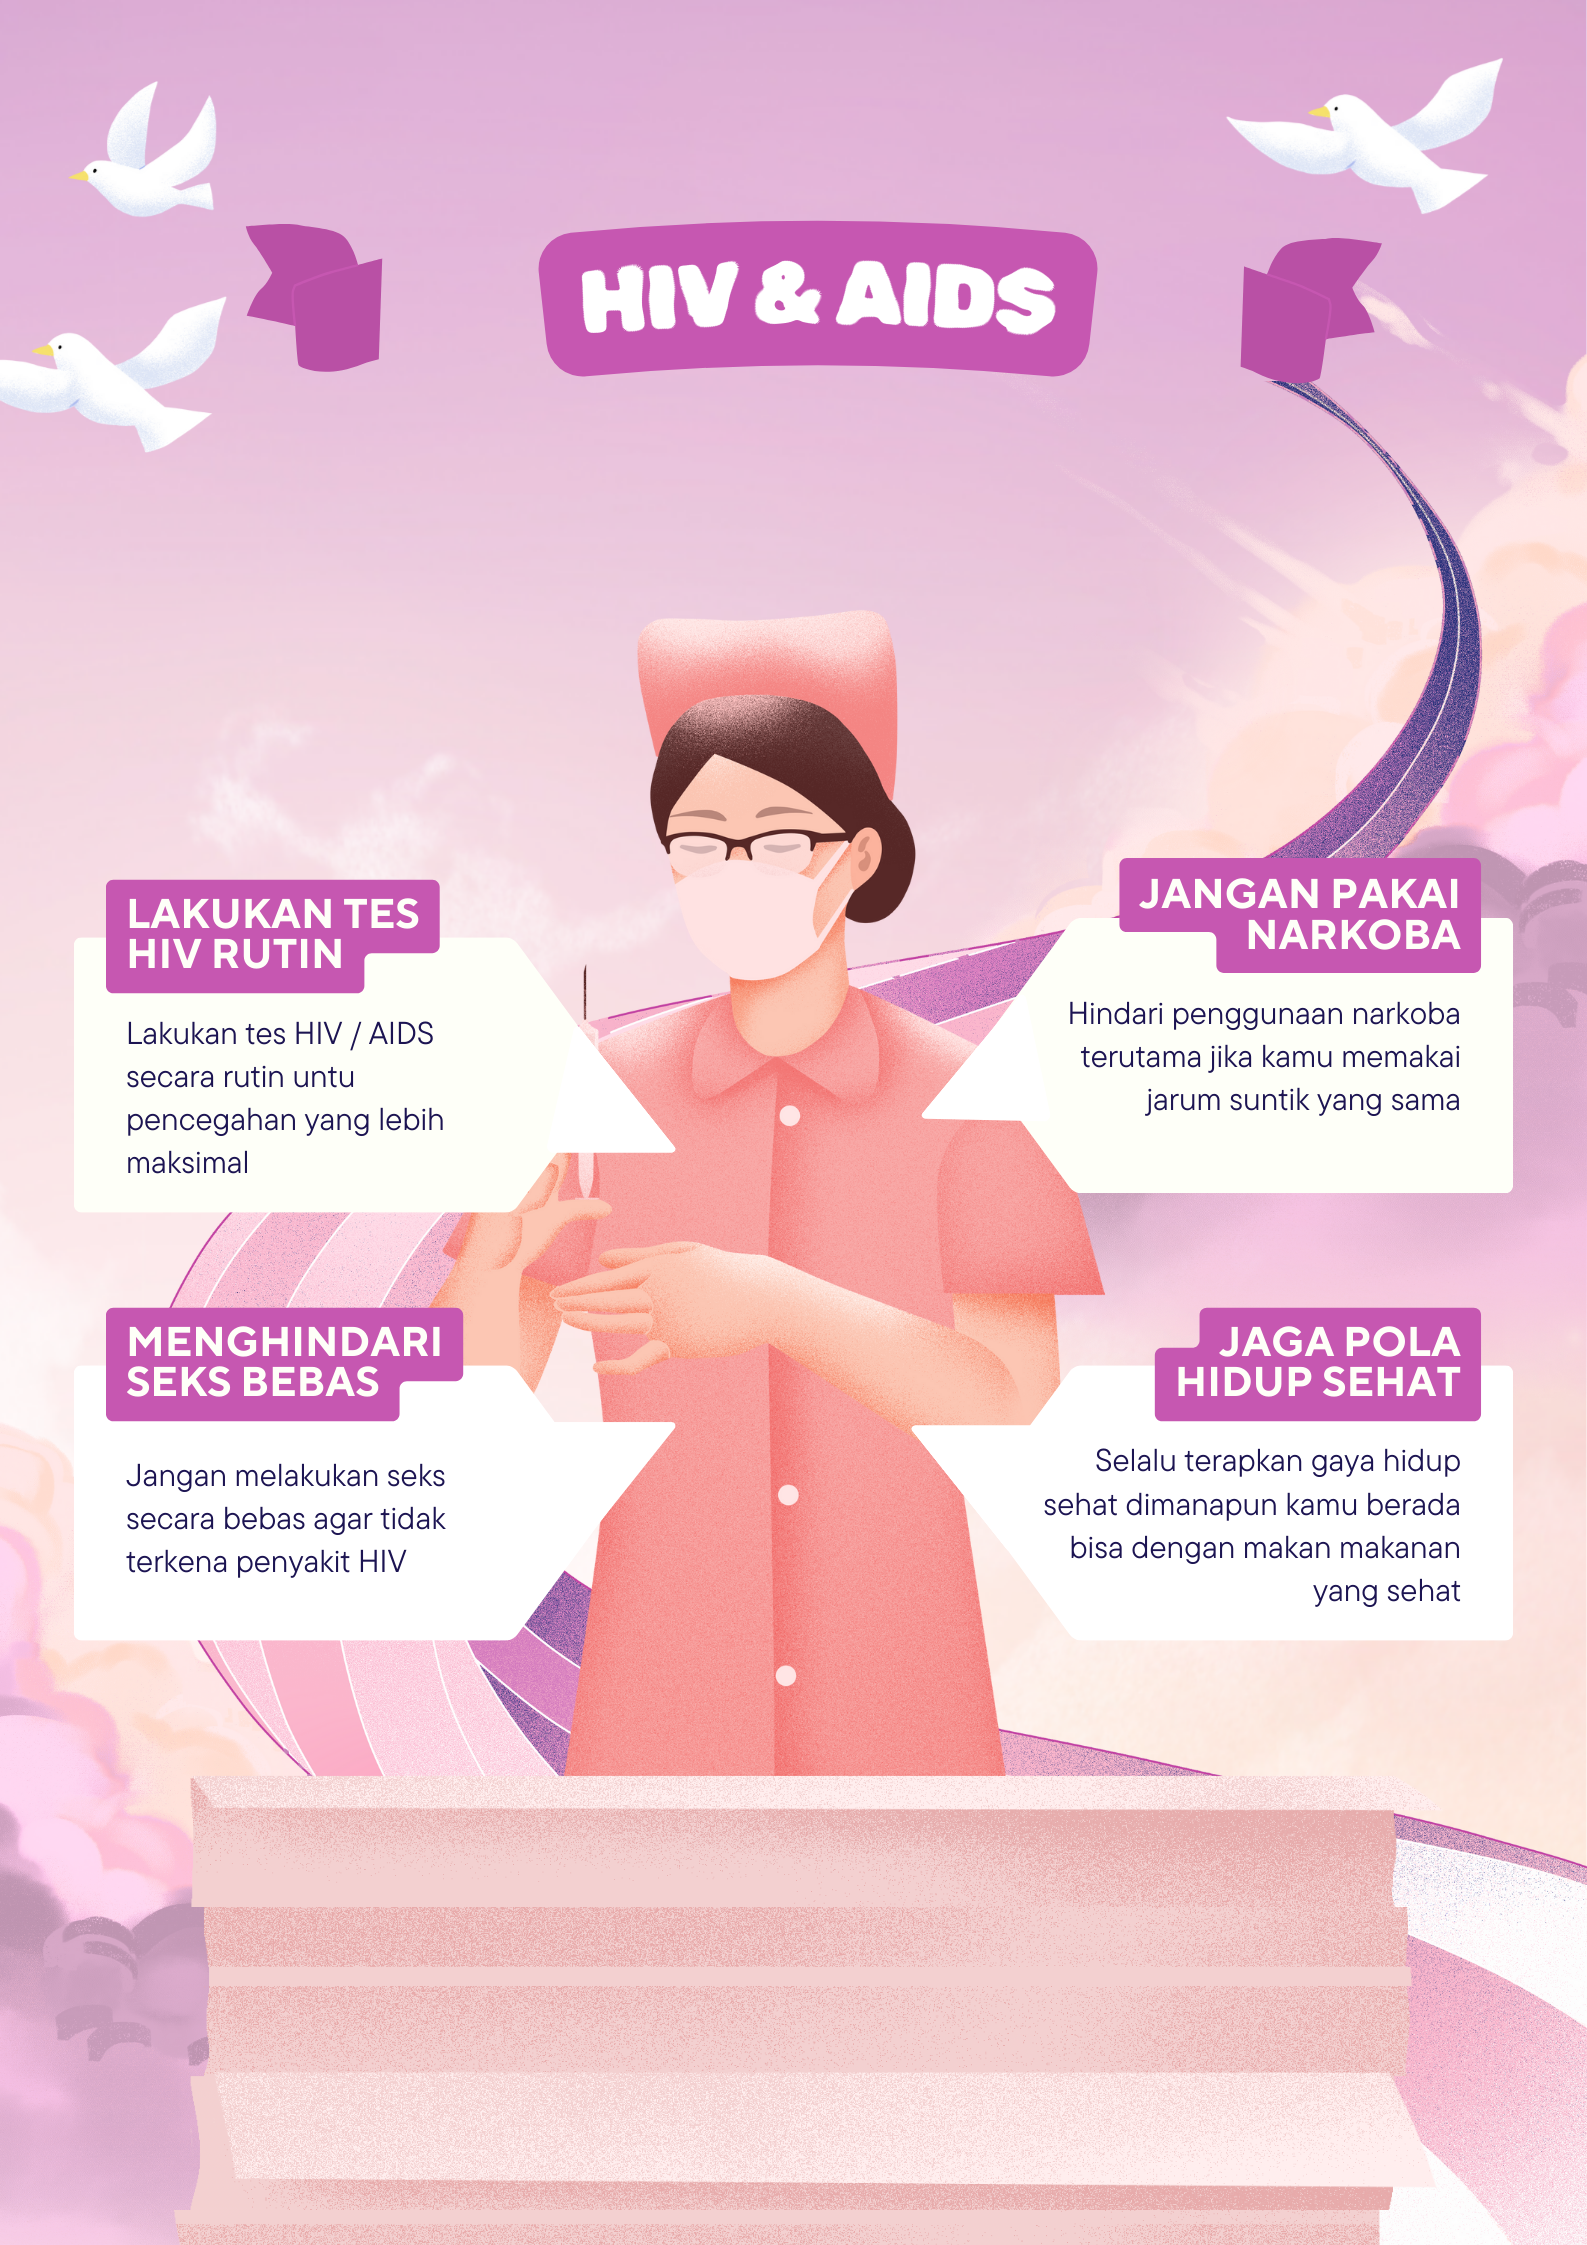 HIV & AIDS
LAKUKAN TES
HIV RUTIN
Lakukan tes HIV / AIDS
secara rutin untu
pencegahan yang lebih
maksimal
JANGAN PAKAI
NARKOBA
Hindari penggunaan narkoba
terutama jika kamu memakai
jarum suntik yang sama
MENGHINDARI
SEKS BEBAS
Jangan melakukan seks
secara bebas agar tidak
terkena penyakit HIV
JAGA POLA
HIDUP SEHAT
Selalu terapkan gaya hidup
sehat dimanapun kamu berada
bisa dengan makan makanan
yang sehat